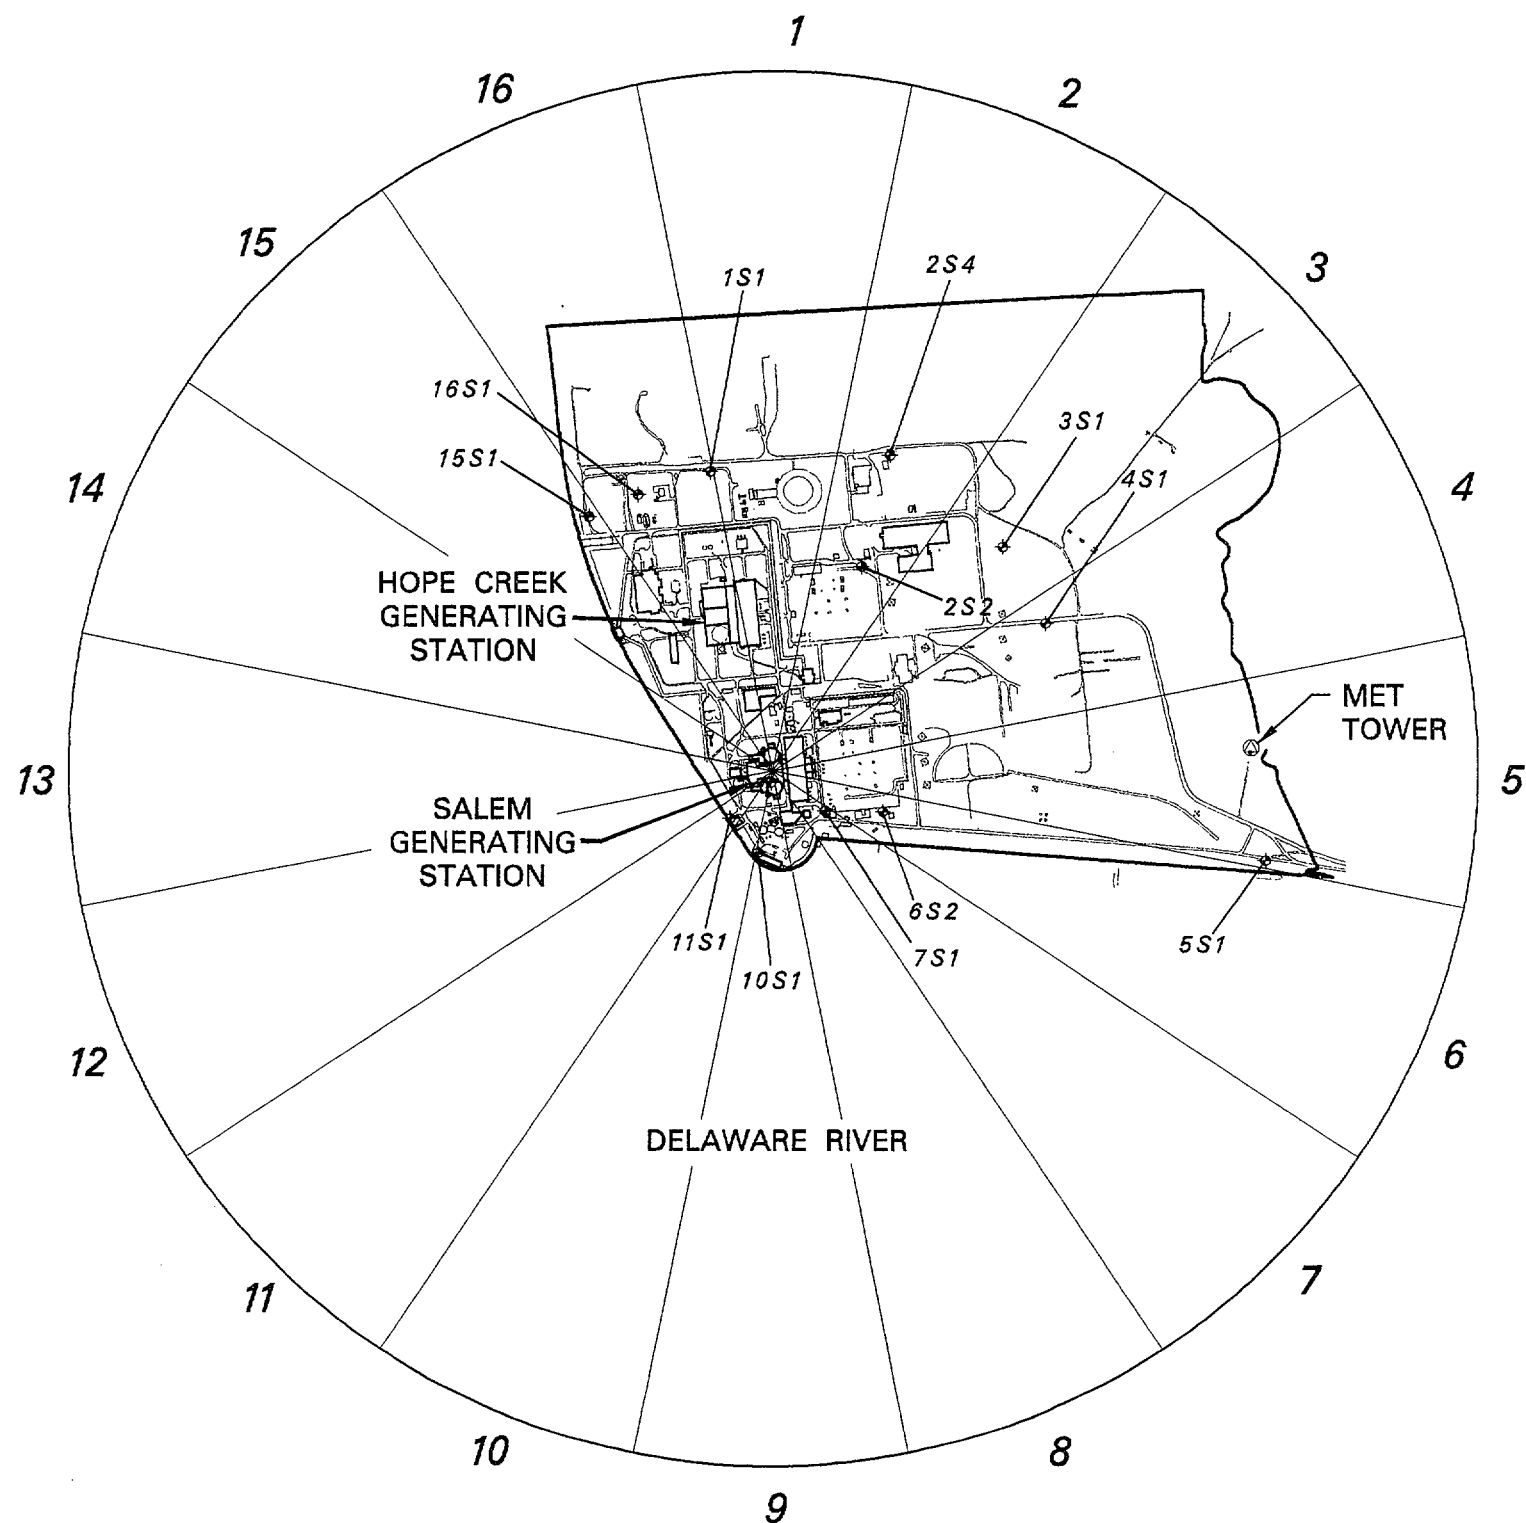 1
16
2
15
3
1S1
2S4
16S1
3S1
15S1
4S1
14
4
HOPE CREEK
GENERATING
STATION
2S2
MET
TOWER
13
5
SALEM
GENERATING
STATION
6S2
11S1
7S1
5S1
10S1
12
6
DELAWARE RIVER
11
7
10
8
9